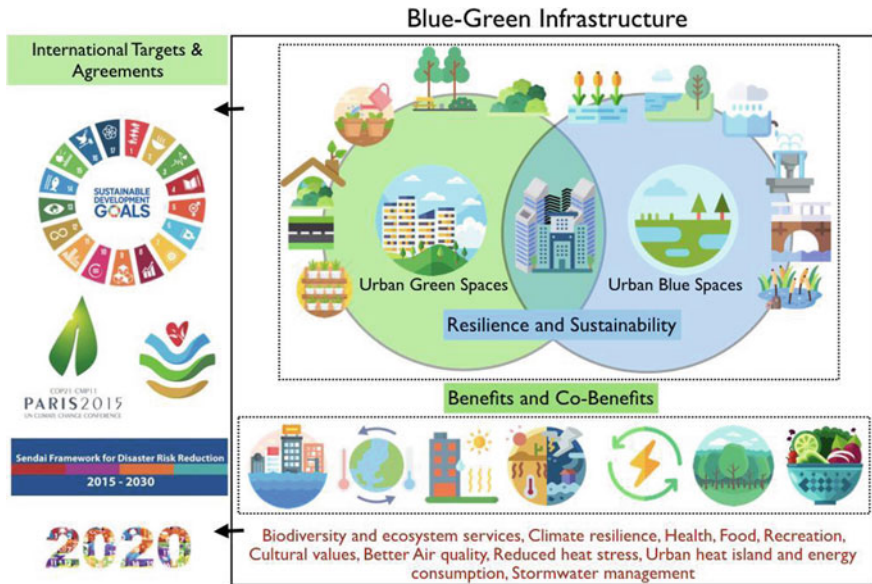 Blue-Green Infrastructure
International Targets &
Agreements
SUSTAINABLE
DEVELOPMENT
GOALS
COP21·CMP11
PARIS2015
UN CLIMATE CHANGE CONFERENCE
Sendai Framework for Disaster Risk Reduction
2015 - 2030
2020
Urban Green Spaces
Urban Blue Spaces
Resilience and Sustainability
Benefits and Co-Benefits
Biodiversity and ecosystem services, Climate resilience, Health, Food, Recreation,
Cultural values, Better Air quality, Reduced heat stress, Urban heat island and energy
consumption, Stormwater management